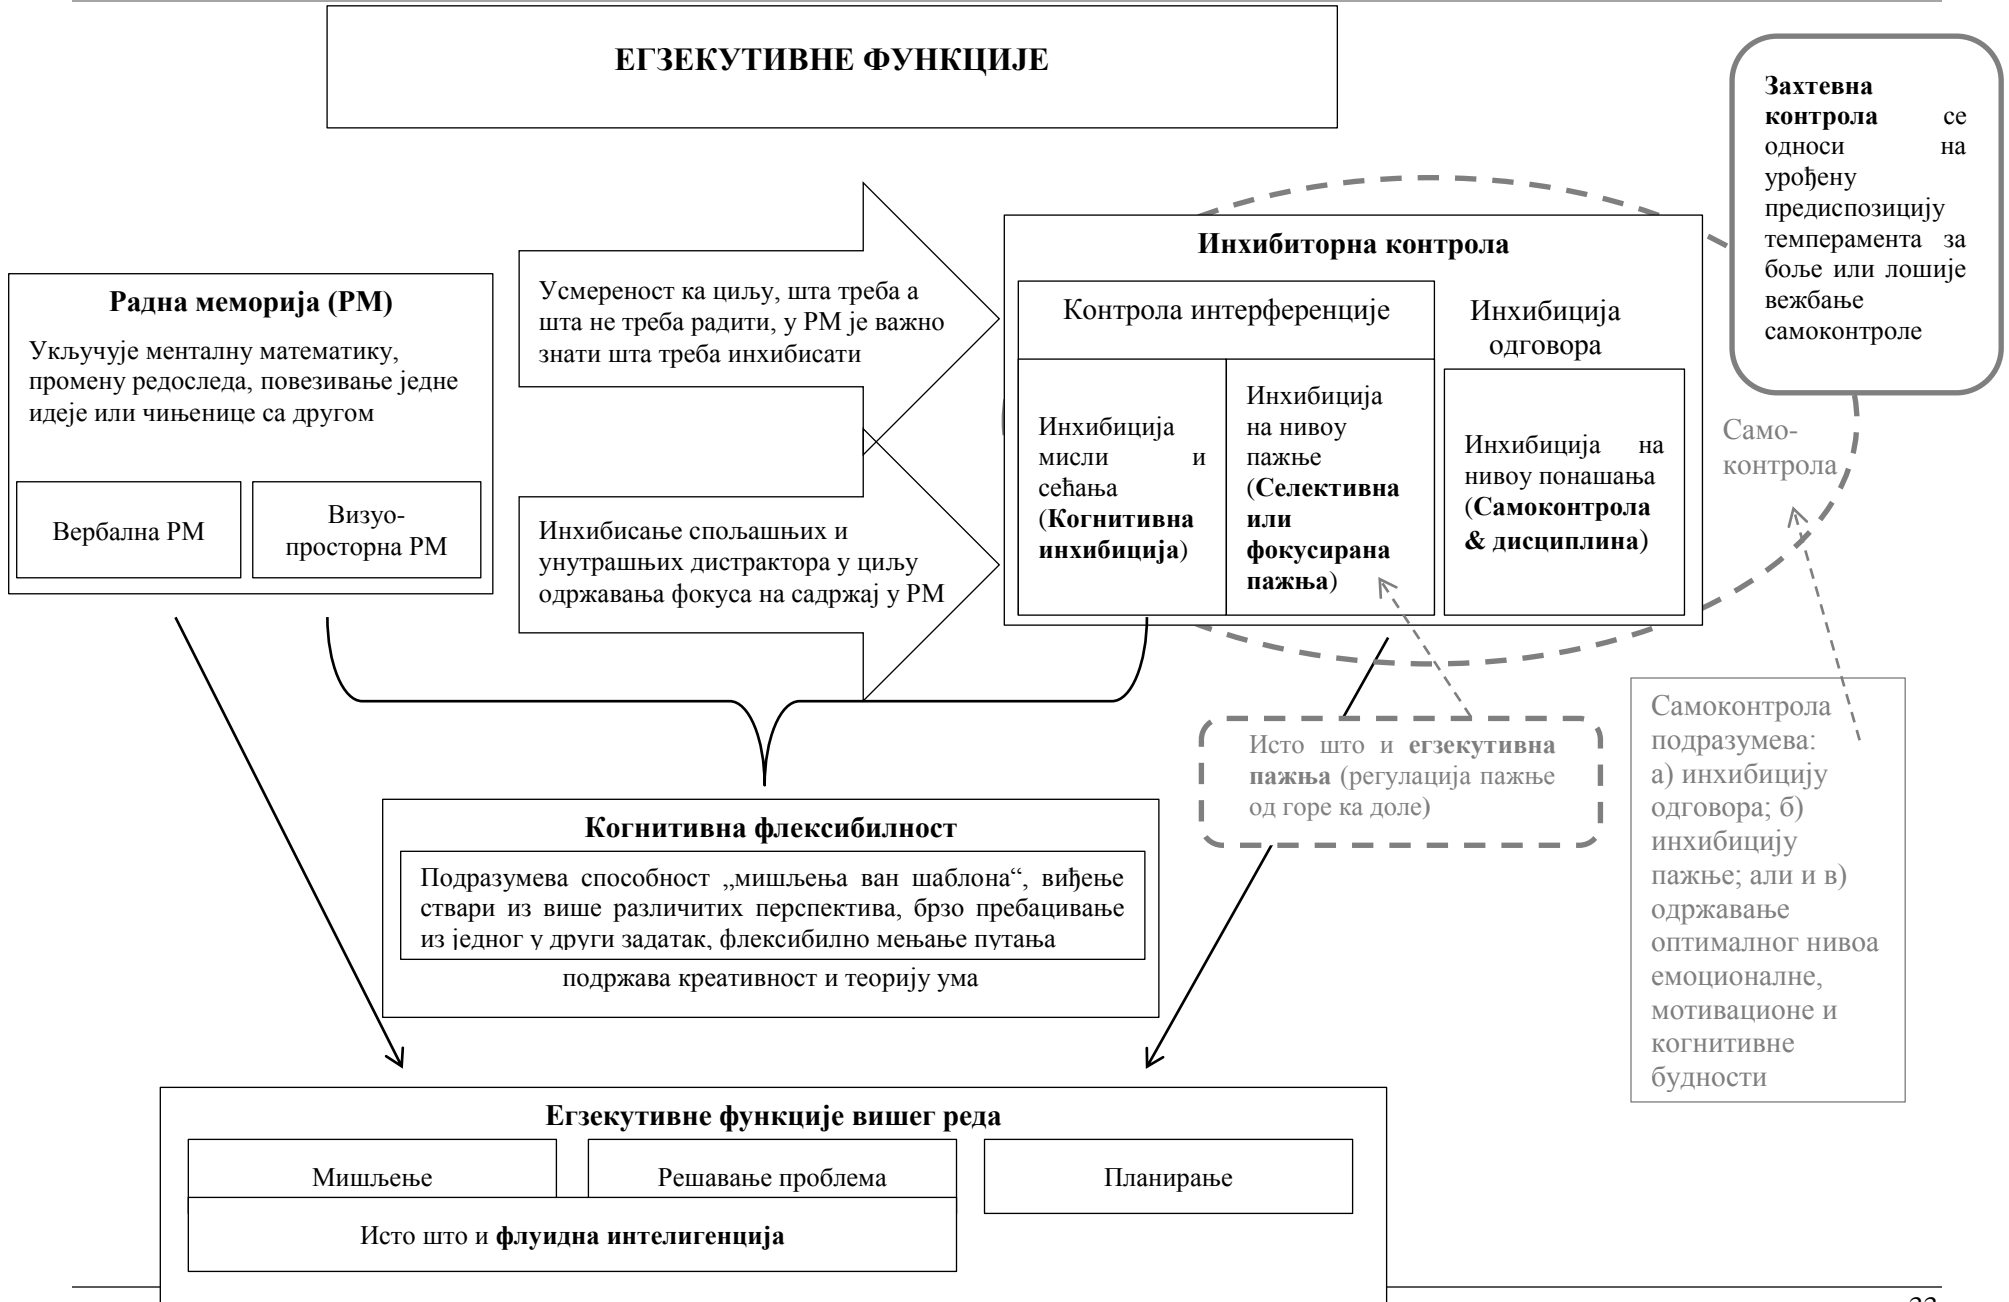 ЕГЗЕКУТИВНЕ ФУНКЦИЈЕ
Захтевна
контрола се
односи на
урођену
предиспозицију
темперамента за
боље или лошије
вежбање
самоконтроле
Радна меморија (РМ)
Укључује менталну математику,
промену редоследа, повезивање једне
идеје или чињенице са другом
Вербална РМ
Визуо-
просторна РМ
Усмереност ка циљу, шта треба а
шта не треба радити, у РМ је важно
знати шта треба инхибисати
Инхибисање спољашњих и
унутрашњих дистрактора у циљу
одржавања фокуса на садржај у РМ
Инхибиторна контрола
Контрола интерференције
Инхибиција
мисли и
сећања
(Когнитивна
инхибиција)
Инхибиција
на нивоу
пажње
(Селективна
или
фокусирана
пажња)
Инхибиција
одговора
Инхибиција на
нивоу понашања
(Самоконтрола
& дисциплина)
Само-
контрола
Исто што и егзекутивна
пажња (регулација пажње
од горе ка доле)
Самоконтрола
подразумева:
а) инхибицију
одговора; б)
инхибицију
пажње; али и в)
одржавање
оптималног нивоа
емоционалне,
мотивационе и
когнитивне
будности
Когнитивна флексибилност
Подразумева способност „мишљења ван шаблона“, виђење
ствари из више различитих перспектива, брзо пребацивање
из једног у други задатак, флексибилно мењање путања
подржава креативност и теорију ума
Егзекутивне функције вишег реда
Мишљење
Решавање проблема
Планирање
Исто што и флуидна интелигенција